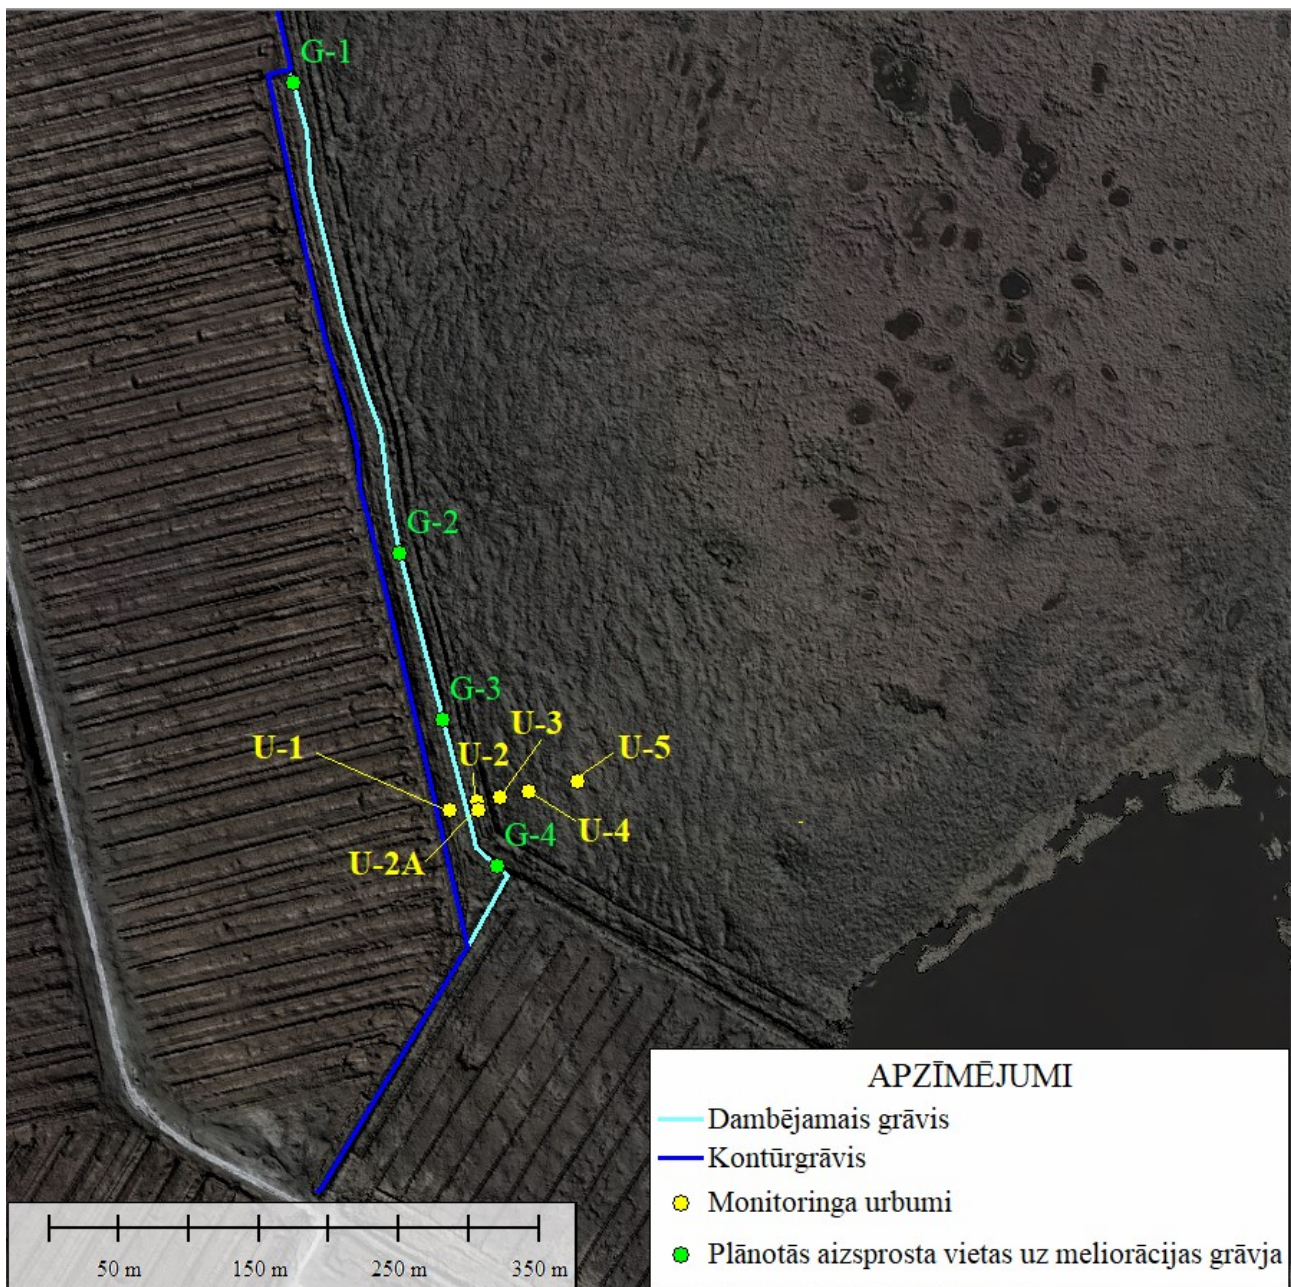 G-1
G-2
G-3
U-3
U-1
U-2
U-5
G-4
U-4
U-2A
APZĪMĒJUMI
Dambējamais grāvis
Kontūrgrāvis
Monitoringa urbumi
Plānotās aizsprosta vietas uz meliorācijas grāvja
50 m 150 m 250 m 350 m